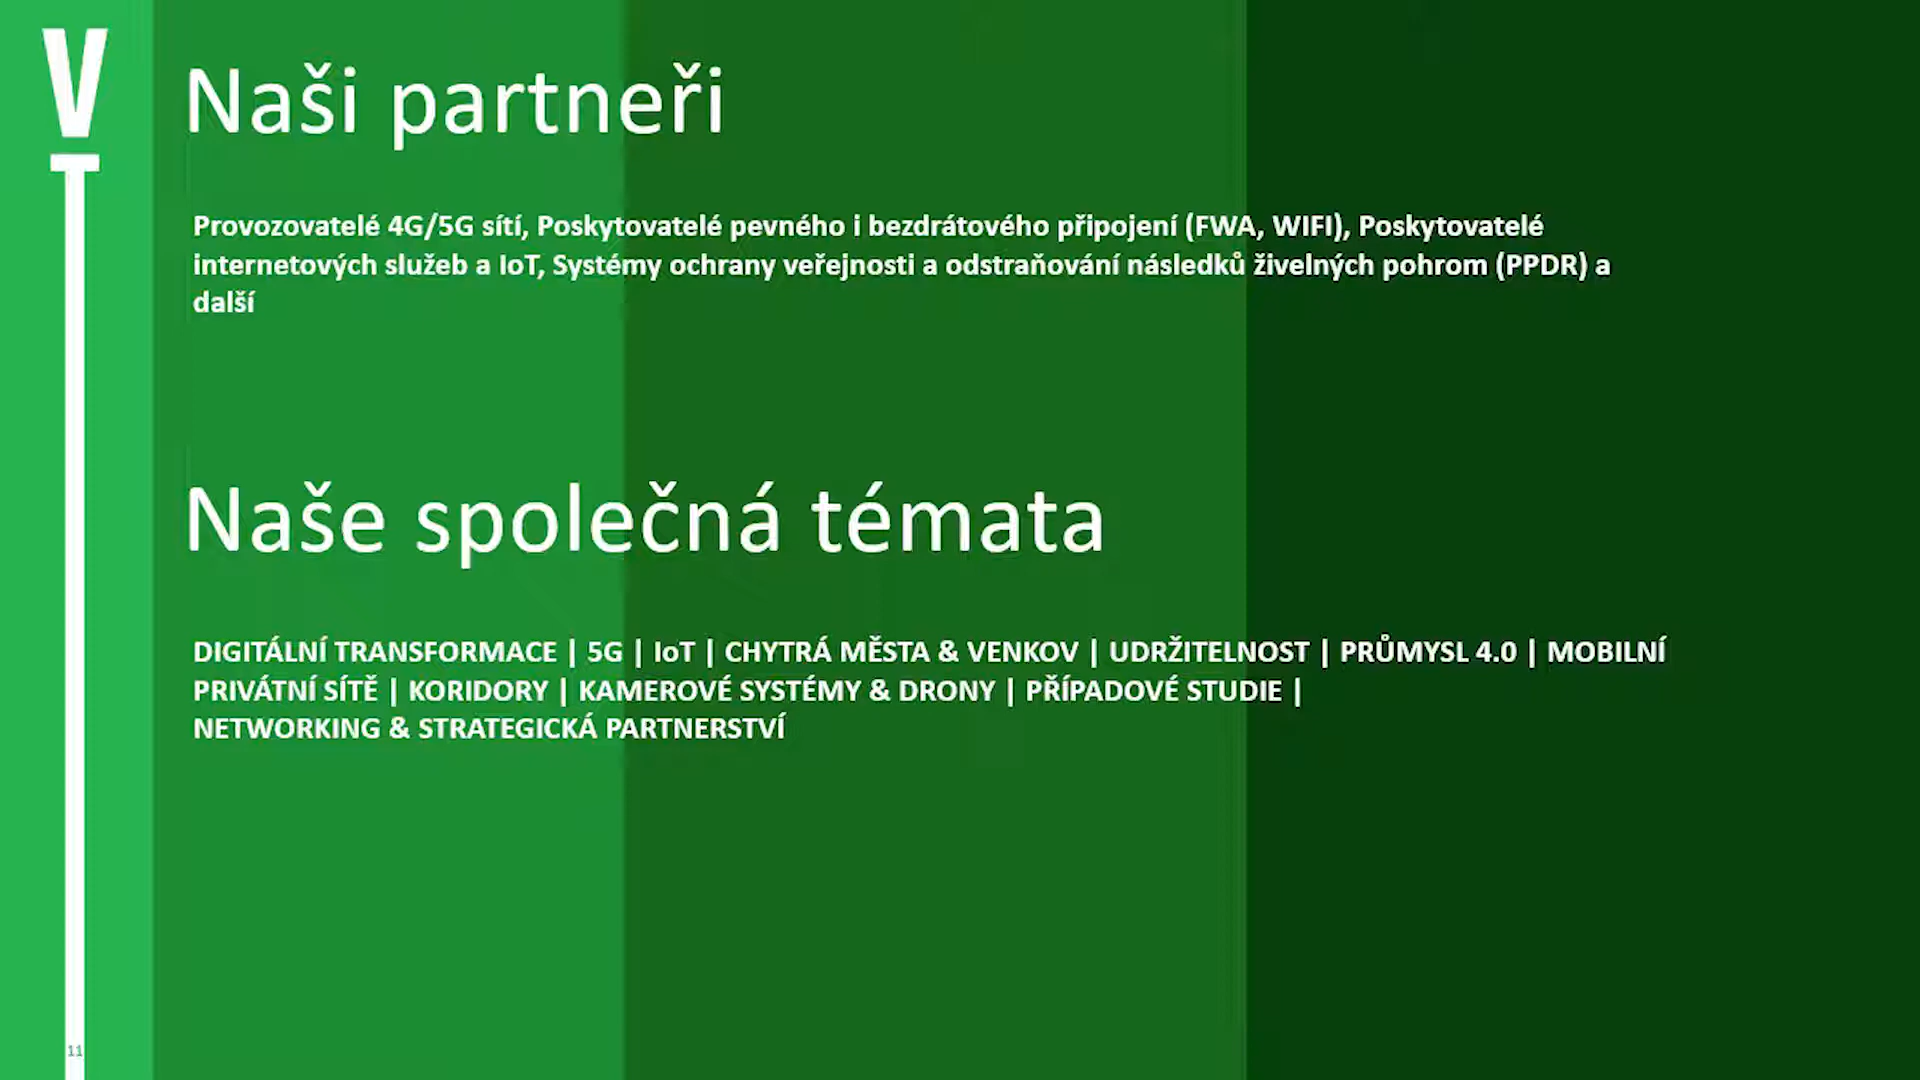 V
T
Naši partneři
Provozovatelé 4G/5G sítí, Poskytovatelé pevného i bezdrátového připojení (FWA, WIFI), Poskytovatelé
internetových služeb a IoT, Systémy ochrany veřejnosti a odstraňování následků živelných pohrom (PPDR) a
další
Naše společná témata
DIGITÁLNÍ TRANSFORMACE | 5G | IoT | CHYTRÁ MĚSTA & VENKOV | UDRŽITELNOST | PRŮMYSL 4.0 | MOBILNÍ
PRIVÁTNÍ SÍTĚ | KORIDORY | KAMEROVÉ SYSTÉMY & DRONY | PŘÍPADOVÉ STUDIE |
NETWORKING & STRATEGICKÁ PARTNERSTVÍ
11